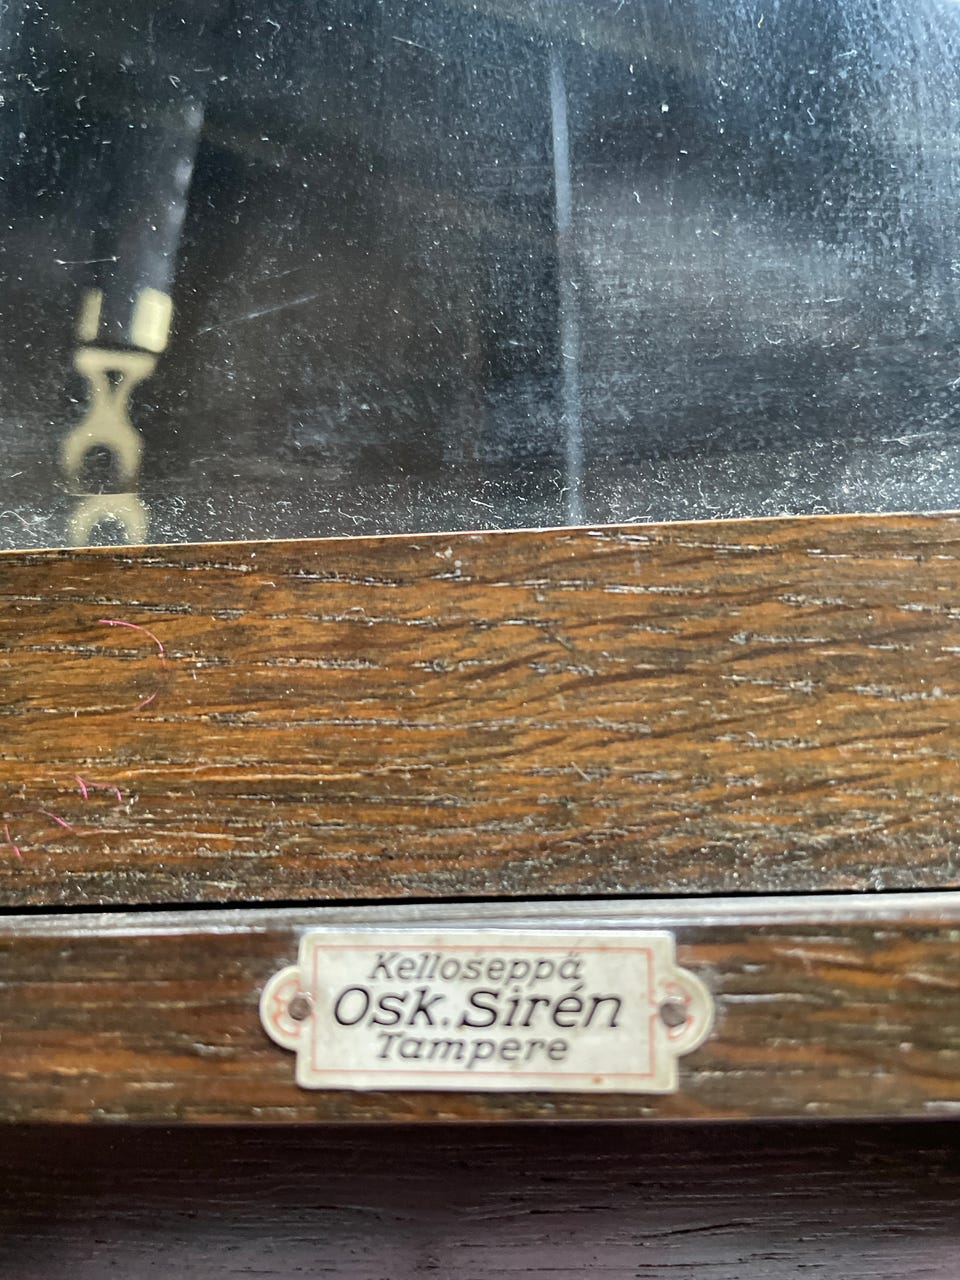 Kelloseppä
Osk. Sirén
Tampere